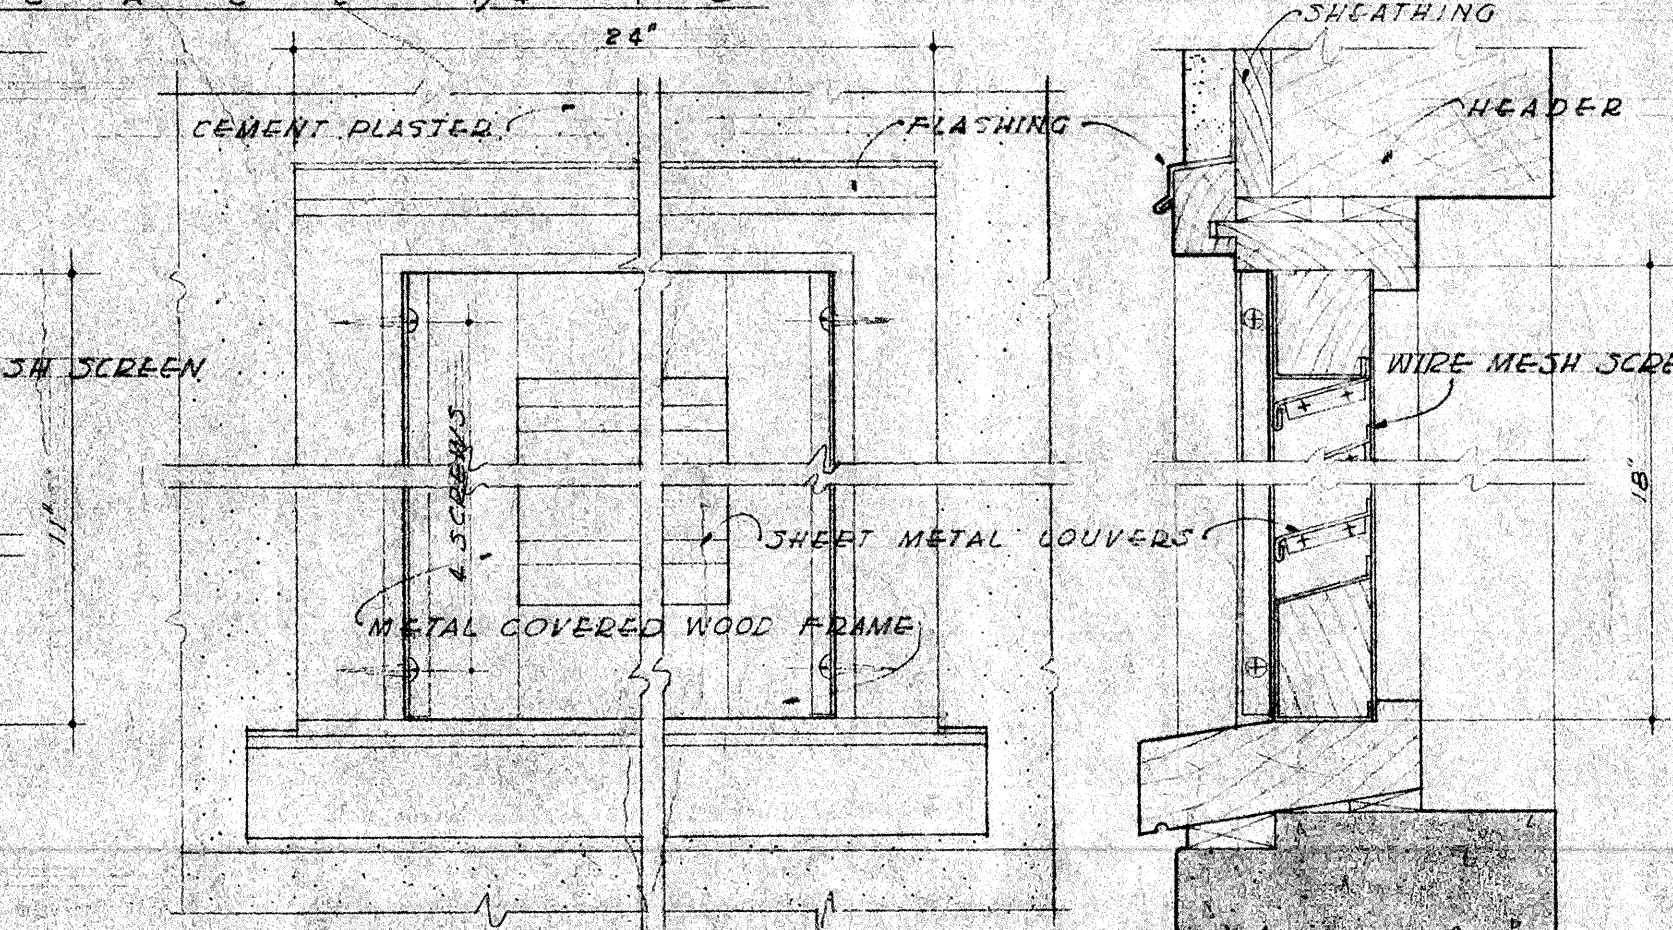 SHEATHING
24"
CEMENT PLASTER
FLASHING
HEADER
SH SCREEN
WIRE MESH SCRE
4 SCREWS
11"
18"
SHEET METAL LOUVERS
METAL COVERED WOOD FRAME